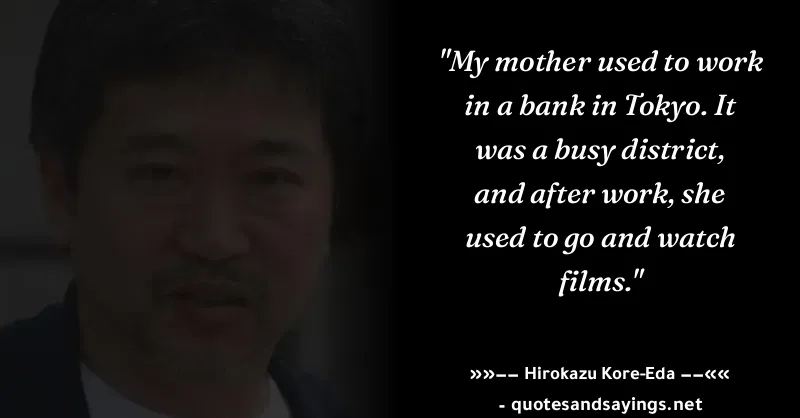 "My mother used to work
in a bank in Tokyo. It
was a busy district,
and after work, she
used to go and watch
films."
»»–– Hirokazu Kore-Eda ––««
- quotesandsayings.net